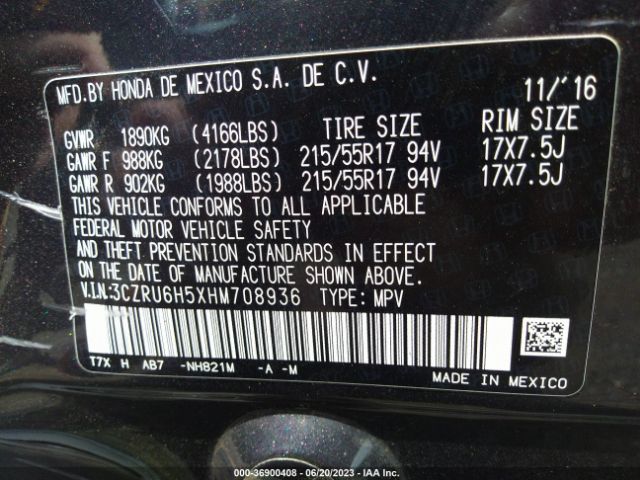 MFD.BY HONDA DE MEXICO S.A. DE C.V. 11/'16
GVWR 1890KG (4166LBS) TIRE SIZE RIM SIZE
GAWR F 988KG (2178LBS) 215/55R17 94V 17X7.5J
GAWR R 902KG (1988LBS) 215/55R17 94V 17X7.5J
THIS VEHICLE CONFORMS TO ALL APPLICABLE
FEDERAL MOTOR VEHICLE SAFETY
AND THEFT PREVENTION STANDARDS IN EFFECT
ON THE DATE OF MANUFACTURE SHOWN ABOVE.
V.I.N:3CZRU6H5XHM708936 TYPE: MPV
T7X H AB7 -NH821M -A -M
MADE IN MEXICO
000-36900408 - 06/20/2023 - IAA Inc.